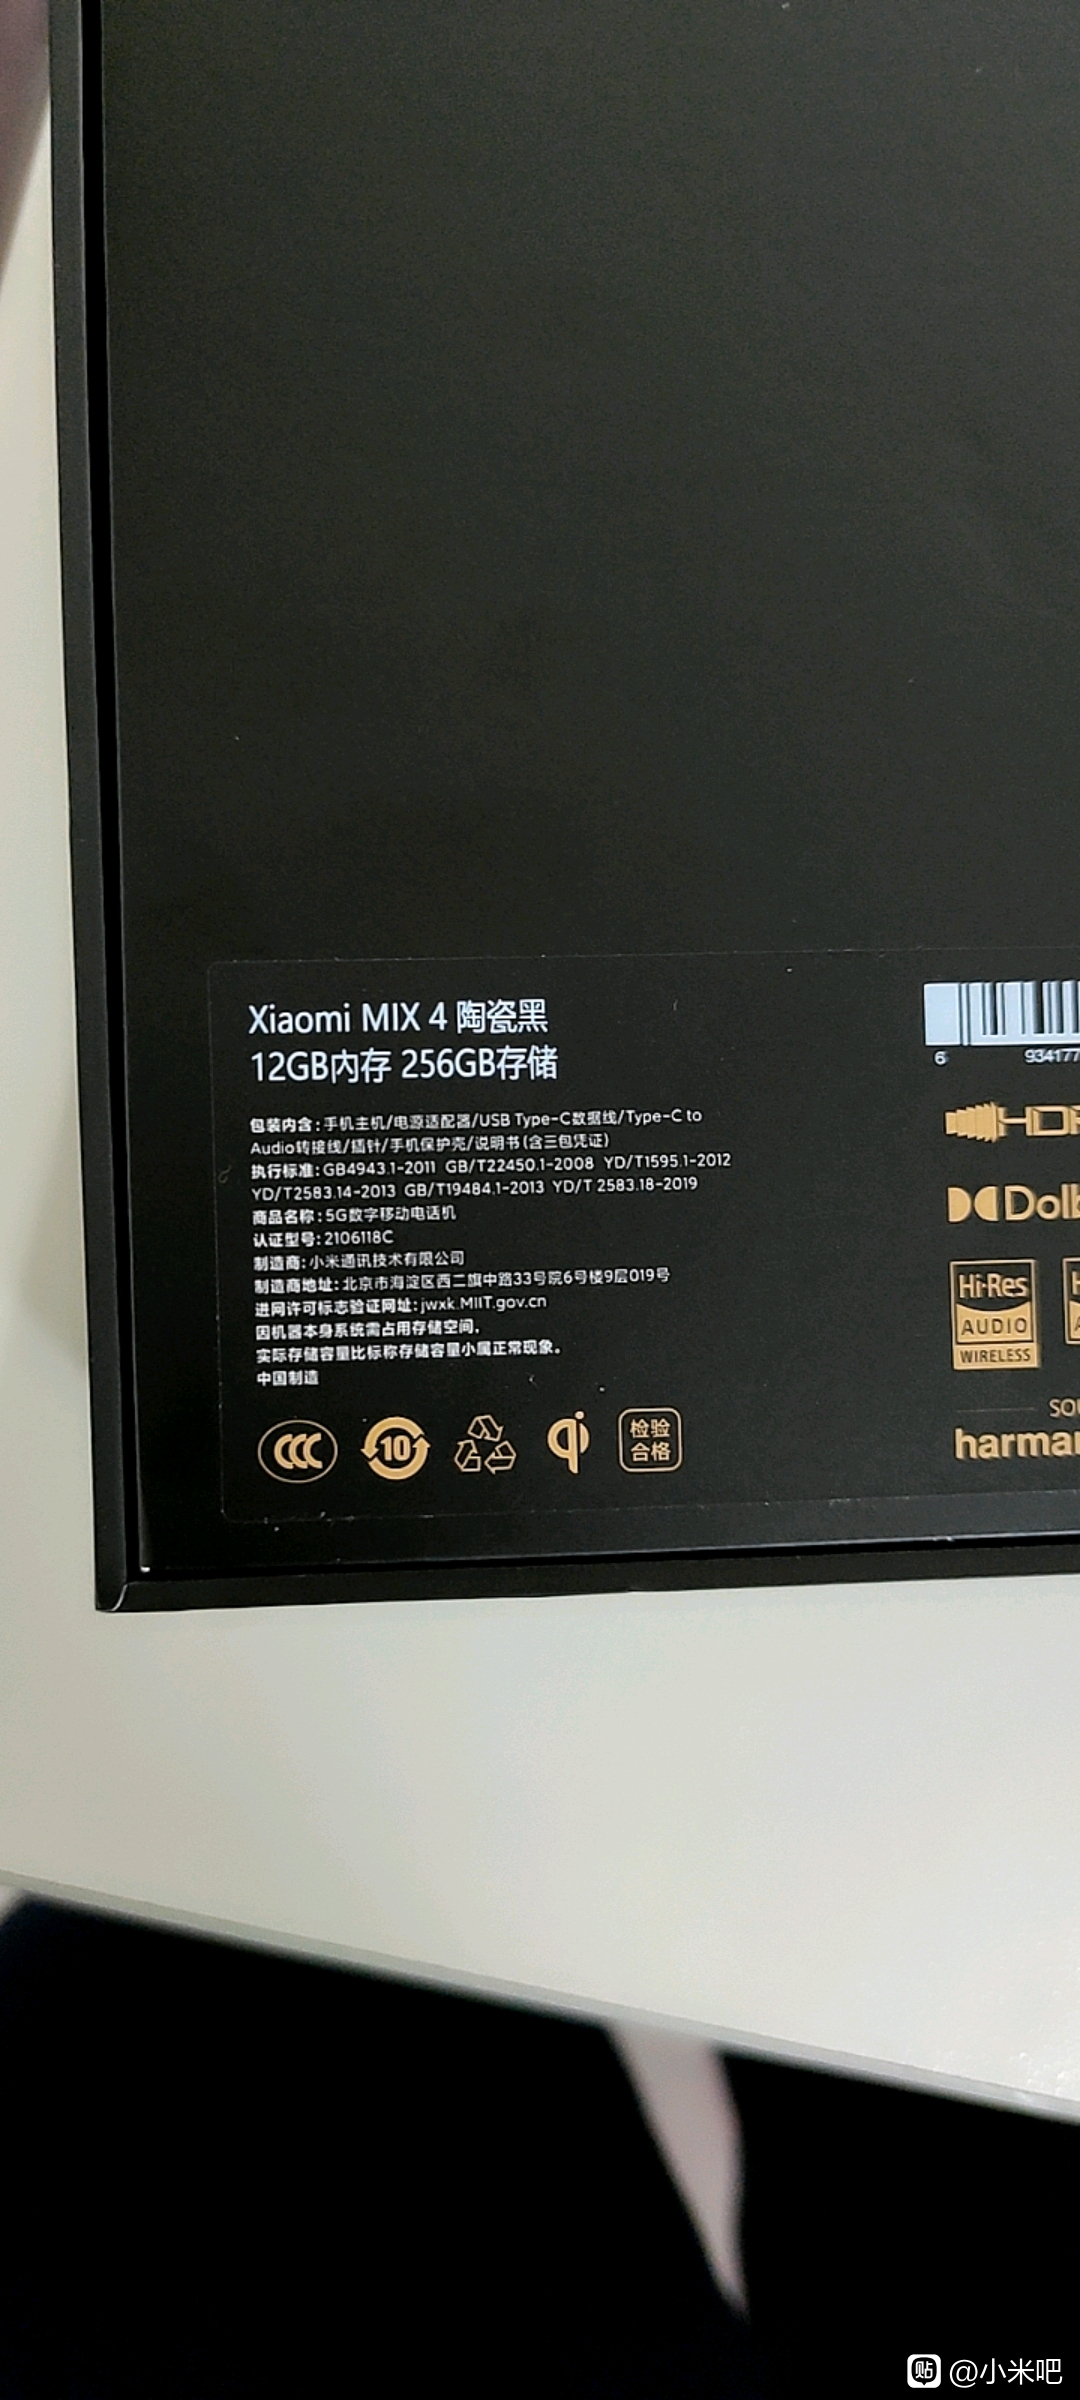 Xiaomi MIX 4 陶瓷黑
12GB内存 256GB存储
包装内含:手机主机/电源适配器/USB Type-C数据线/Type-C to
Audio转接线/插针/手机保护壳/说明书(含三包凭证)
执行标准:GB4943.1-2011 GB/T22450.1-2008 YD/T1595.1-2012
YD/T2583.14-2013 GB/T19484.1-2013 YD/T 2583.18-2019
商品名称:5G数字移动电话机
认证型号:2106118C
制造商:小米通讯技术有限公司
制造商地址:北京市海淀区西二旗中路33号院6号楼9层019号
进网许可标志验证网址:jwxk.MIIT.gov.cn
因机器本身系统需占用存储空间,
实际存储容量比标称存储容量小属正常现象。
中国制造
CCC
10
qi
检验
合格
6 93417
HDR
Dolb
Hi-Res
AUDIO
WIRELESS
SOU
harman
贴 @小米吧